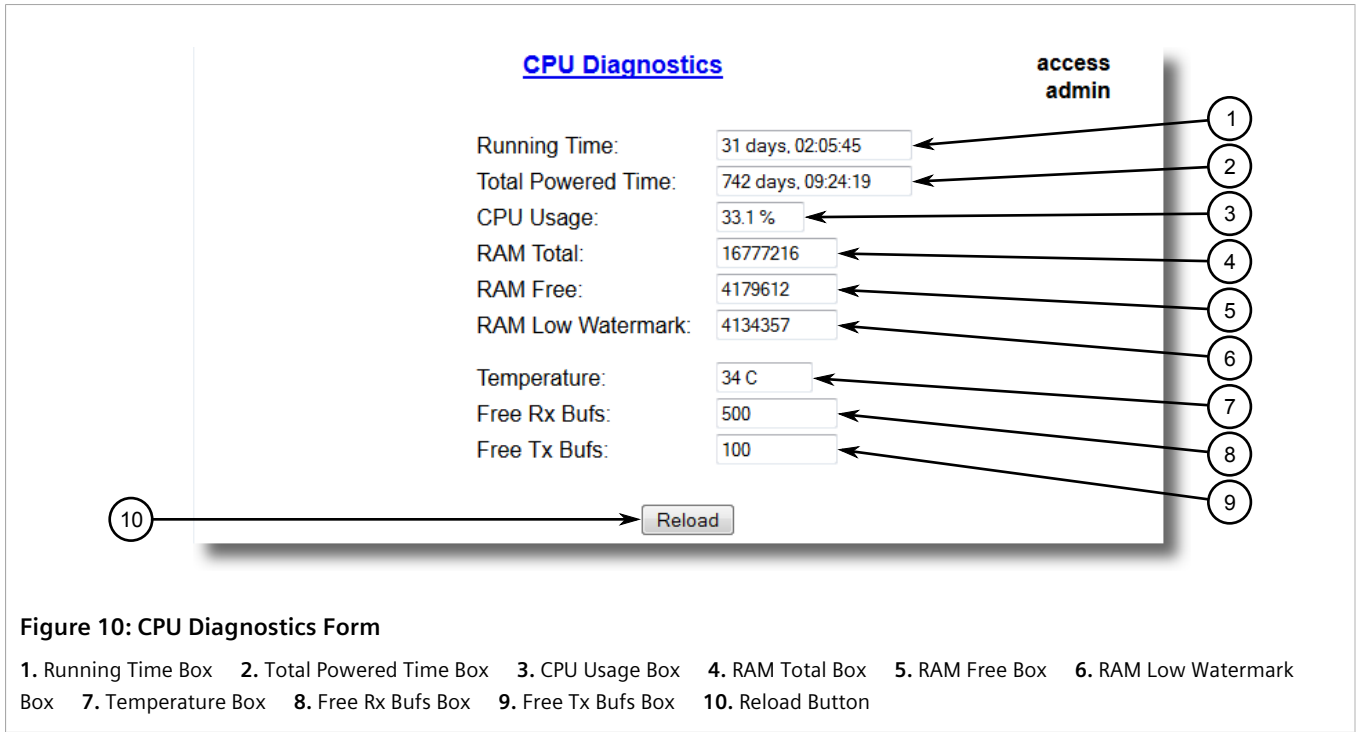 CPU Diagnostics
access
admin
Running Time: 31 days, 02:05:45
Total Powered Time: 742 days, 09:24:19
CPU Usage: 33.1 %
RAM Total: 16777216
RAM Free: 4179612
RAM Low Watermark: 4134357
Temperature: 34 C
Free Rx Bufs: 500
Free Tx Bufs: 100
Reload
1
2
3
4
5
6
7
8
9
10
Figure 10: CPU Diagnostics Form
1. Running Time Box 2. Total Powered Time Box 3. CPU Usage Box 4. RAM Total Box 5. RAM Free Box 6. RAM Low Watermark
Box 7. Temperature Box 8. Free Rx Bufs Box 9. Free Tx Bufs Box 10. Reload Button